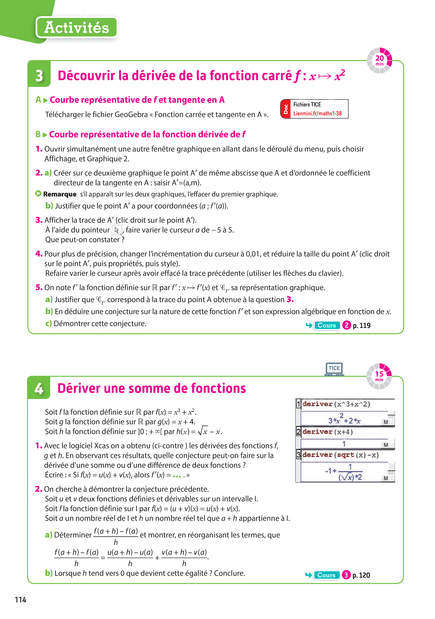 Activités
20 min
3 Découvrir la dérivée de la fonction carré f : x ↦ x²
A ▸ Courbe représentative de f et tangente en A
Télécharger le fichier GeoGebra « Fonction carrée et tangente en A ».
Doc
Fichiers TICE
Lienmini.fr/maths1-38
B ▸ Courbe représentative de la fonction dérivée de f
1. Ouvrir simultanément une autre fenêtre graphique en allant dans le déroulé du menu, puis choisir
Affichage, et Graphique 2.
2. a) Créer sur ce deuxième graphique le point A′ de même abscisse que A et d'ordonnée le coefficient
directeur de la tangente en A : saisir A′=(a,m).
Remarque s'il apparaît sur les deux graphiques, l'effacer du premier graphique.
b) Justifier que le point A′ a pour coordonnées (a ; f′(a)).
3. Afficher la trace de A′ (clic droit sur le point A′).
À l'aide du pointeur , faire varier le curseur a de – 5 à 5.
Que peut-on constater ?
4. Pour plus de précision, changer l'incrémentation du curseur à 0,01, et réduire la taille du point A′ (clic droit
sur le point A′, puis propriétés, puis style).
Refaire varier le curseur après avoir effacé la trace précédente (utiliser les flèches du clavier).
5. On note f′ la fonction définie sur ℝ par f′ : x ↦ f′(x) et 𝒞f′ sa représentation graphique.
a) Justifier que 𝒞f′ correspond à la trace du point A obtenue à la question 3.
b) En déduire une conjecture sur la nature de cette fonction f′ et son expression algébrique en fonction de x.
c) Démontrer cette conjecture.
Cours 2 p. 119
TICE
15 min
4 Dériver une somme de fonctions
Soit f la fonction définie sur ℝ par f(x) = x³ + x².
Soit g la fonction définie sur ℝ par g(x) = x + 4.
Soit h la fonction définie sur ]0 ; +∞[ par h(x) = √x – x.
1. Avec le logiciel Xcas on a obtenu (ci-contre) les dérivées des fonctions f,
g et h. En observant ces résultats, quelle conjecture peut-on faire sur la
dérivée d'une somme ou d'une différence de deux fonctions ?
Écrire : « Si f(x) = u(x) + v(x), alors f′(x) = .... »
1 deriver(x^3+x^2)
3*x²+2*x M
2 deriver(x+4)
1 M
3 deriver(sqrt(x)-x)
-1+1/((√x)*2) M
2. On cherche à démontrer la conjecture précédente.
Soit u et v deux fonctions définies et dérivables sur un intervalle I.
Soit f la fonction définie sur I par f(x) = (u + v)(x) = u(x) + v(x).
Soit a un nombre réel de I et h un nombre réel tel que a + h appartienne à I.
a) Déterminer (f(a + h) – f(a))/h et montrer, en réorganisant les termes, que
(f(a + h) – f(a))/h = (u(a + h) – u(a))/h + (v(a + h) – v(a))/h.
b) Lorsque h tend vers 0 que devient cette égalité ? Conclure.
Cours 3 p. 120
114